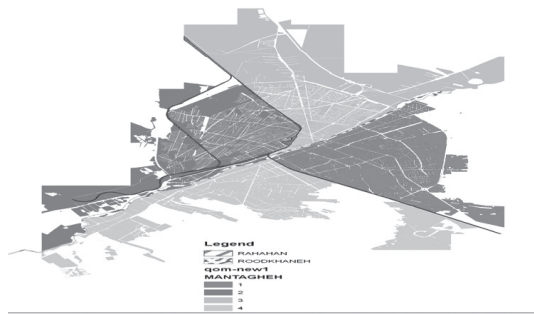 Legend
RAHAHAN
ROODKHANEH
qom-new1
MANTAGHEH
1
2
3
4